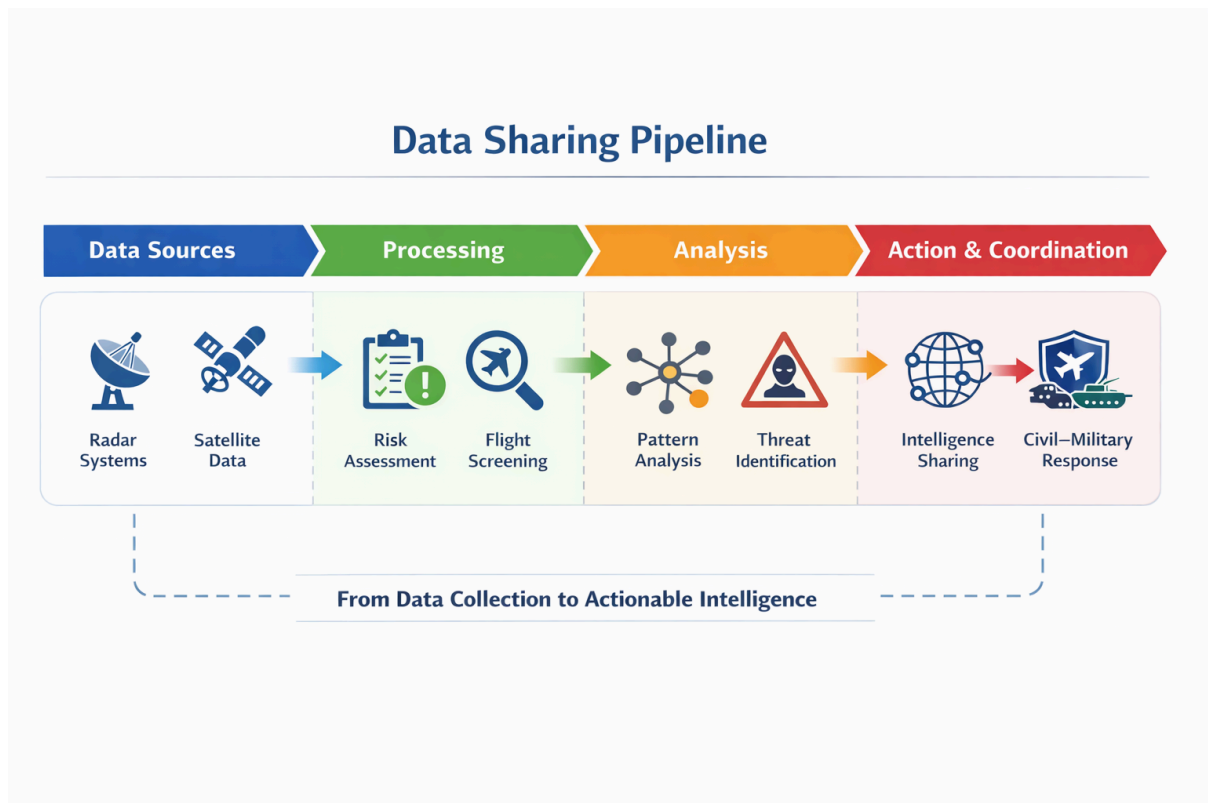 Data Sharing Pipeline
Data Sources
Processing
Analysis
Action & Coordination
Radar
Systems
Satellite
Data
Risk
Assessment
Flight
Screening
Pattern
Analysis
Threat
Identification
Intelligence
Sharing
Civil–Military
Response
From Data Collection to Actionable Intelligence